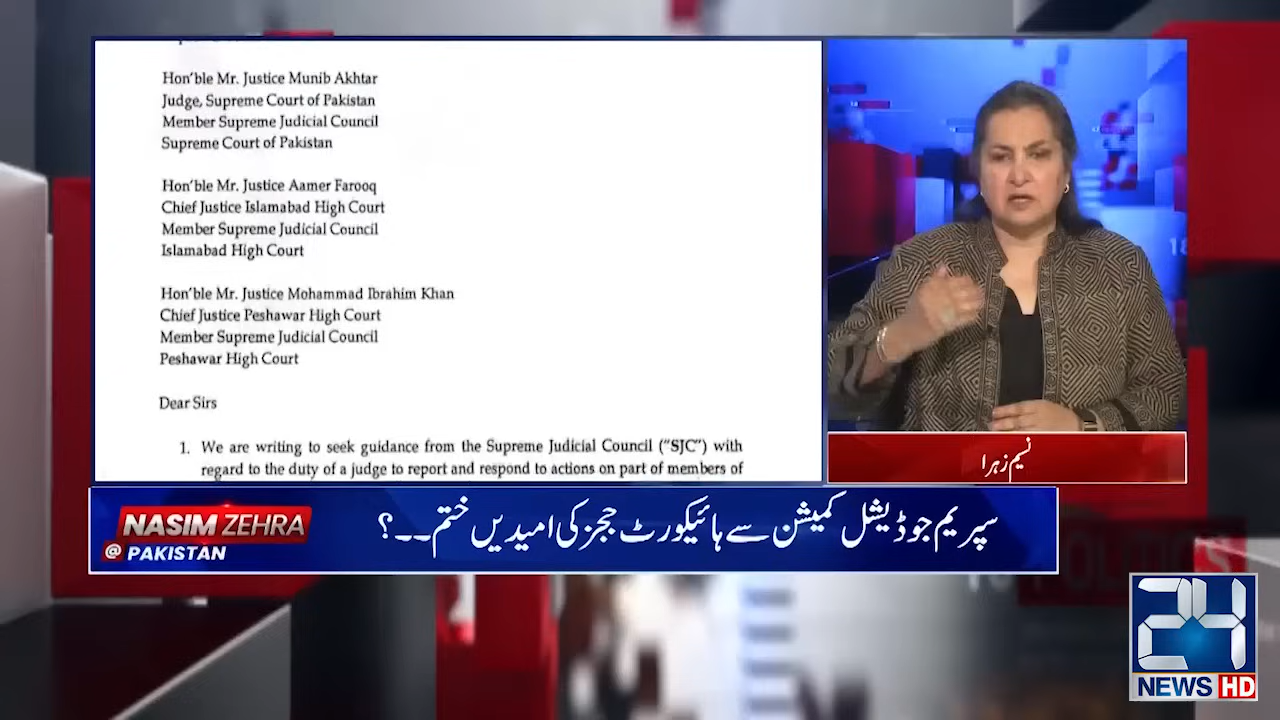 Hon'ble Mr. Justice Munib Akhtar
Judge, Supreme Court of Pakistan
Member Supreme Judicial Council
Supreme Court of Pakistan
Hon'ble Mr. Justice Aamer Farooq
Chief Justice Islamabad High Court
Member Supreme Judicial Council
Islamabad High Court
Hon'ble Mr. Justice Mohammad Ibrahim Khan
Chief Justice Peshawar High Court
Member Supreme Judicial Council
Peshawar High Court
Dear Sirs
1. We are writing to seek guidance from the Supreme Judicial Council ("SJC") with
regard to the duty of a judge to report and respond to actions on part of members of
نسیم زہرا
NASIM ZEHRA
@ PAKISTAN
سپریم جوڈیشل کمیشن سے ہائیکورٹ ججز کی امیدیں ختم ۔۔؟
24
NEWS HD